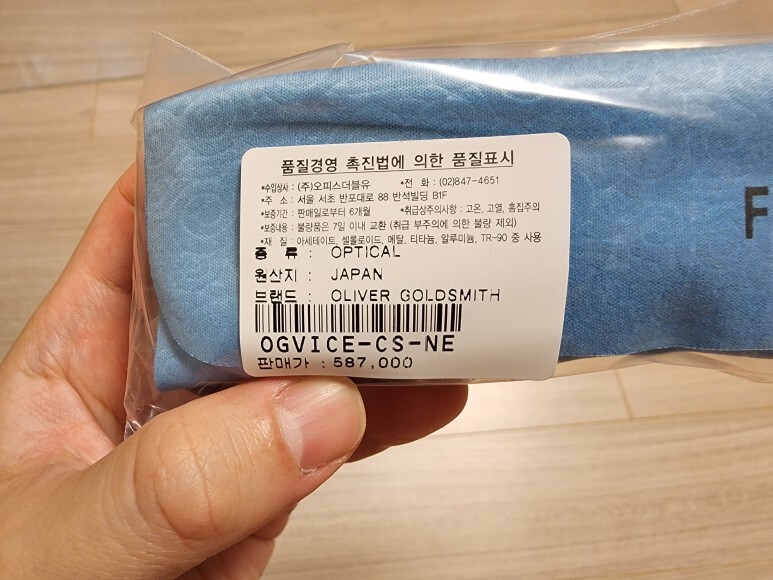 품질경영 촉진법에 의한 품질표시
*수입상사 : (주)오피스더블유 *전 화 : (02)847-4651
*주 소 : 서울 서초 반포대로 88 반석빌딩 B1F
*보증기간 : 판매일로부터 6개월 *취급상주의사항 : 고온, 고열, 흠집주의
*보증내용 : 불량품은 7일 이내 교환 (취급 부주의에 의한 불량 제외)
*재 질 : 아세테이트, 셀룰로이드, 메탈, 티타늄, 알루미늄, TR-90 중 사용
종 류 : OPTICAL
원산지 : JAPAN
브랜드 : OLIVER GOLDSMITH
OGVICE-CS-NE
판매가 : 587,000
F